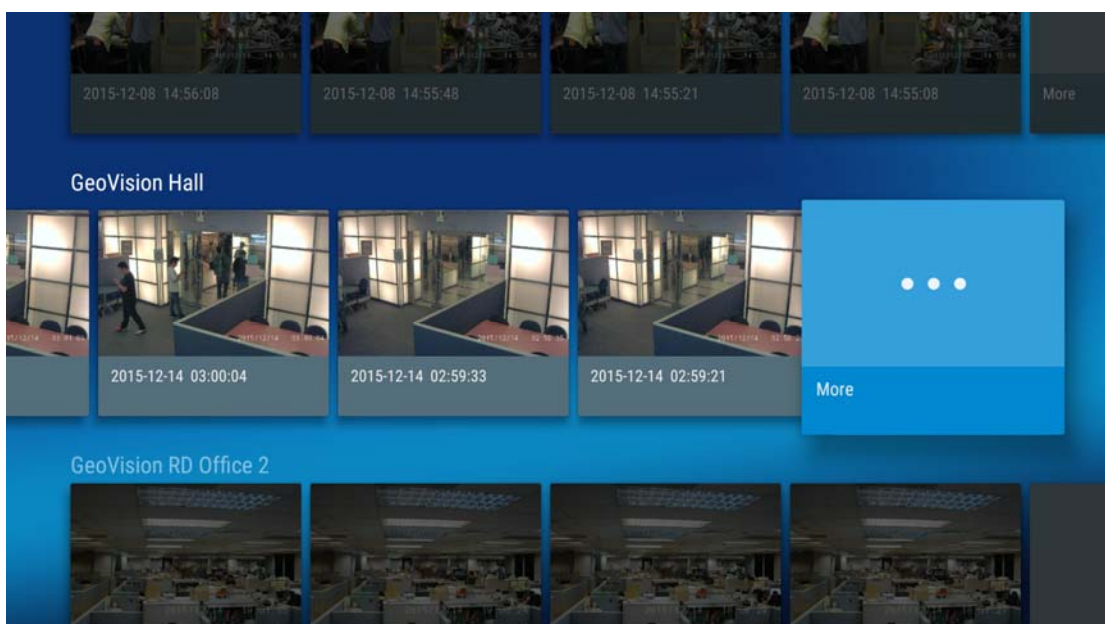 2015-12-08 14:56:08
2015-12-08 14:55:48
2015-12-08 14:55:21
2015-12-08 14:55:08
More
GeoVision Hall
2015-12-14 03:00:04
2015-12-14 02:59:33
2015-12-14 02:59:21
More
GeoVision RD Office 2